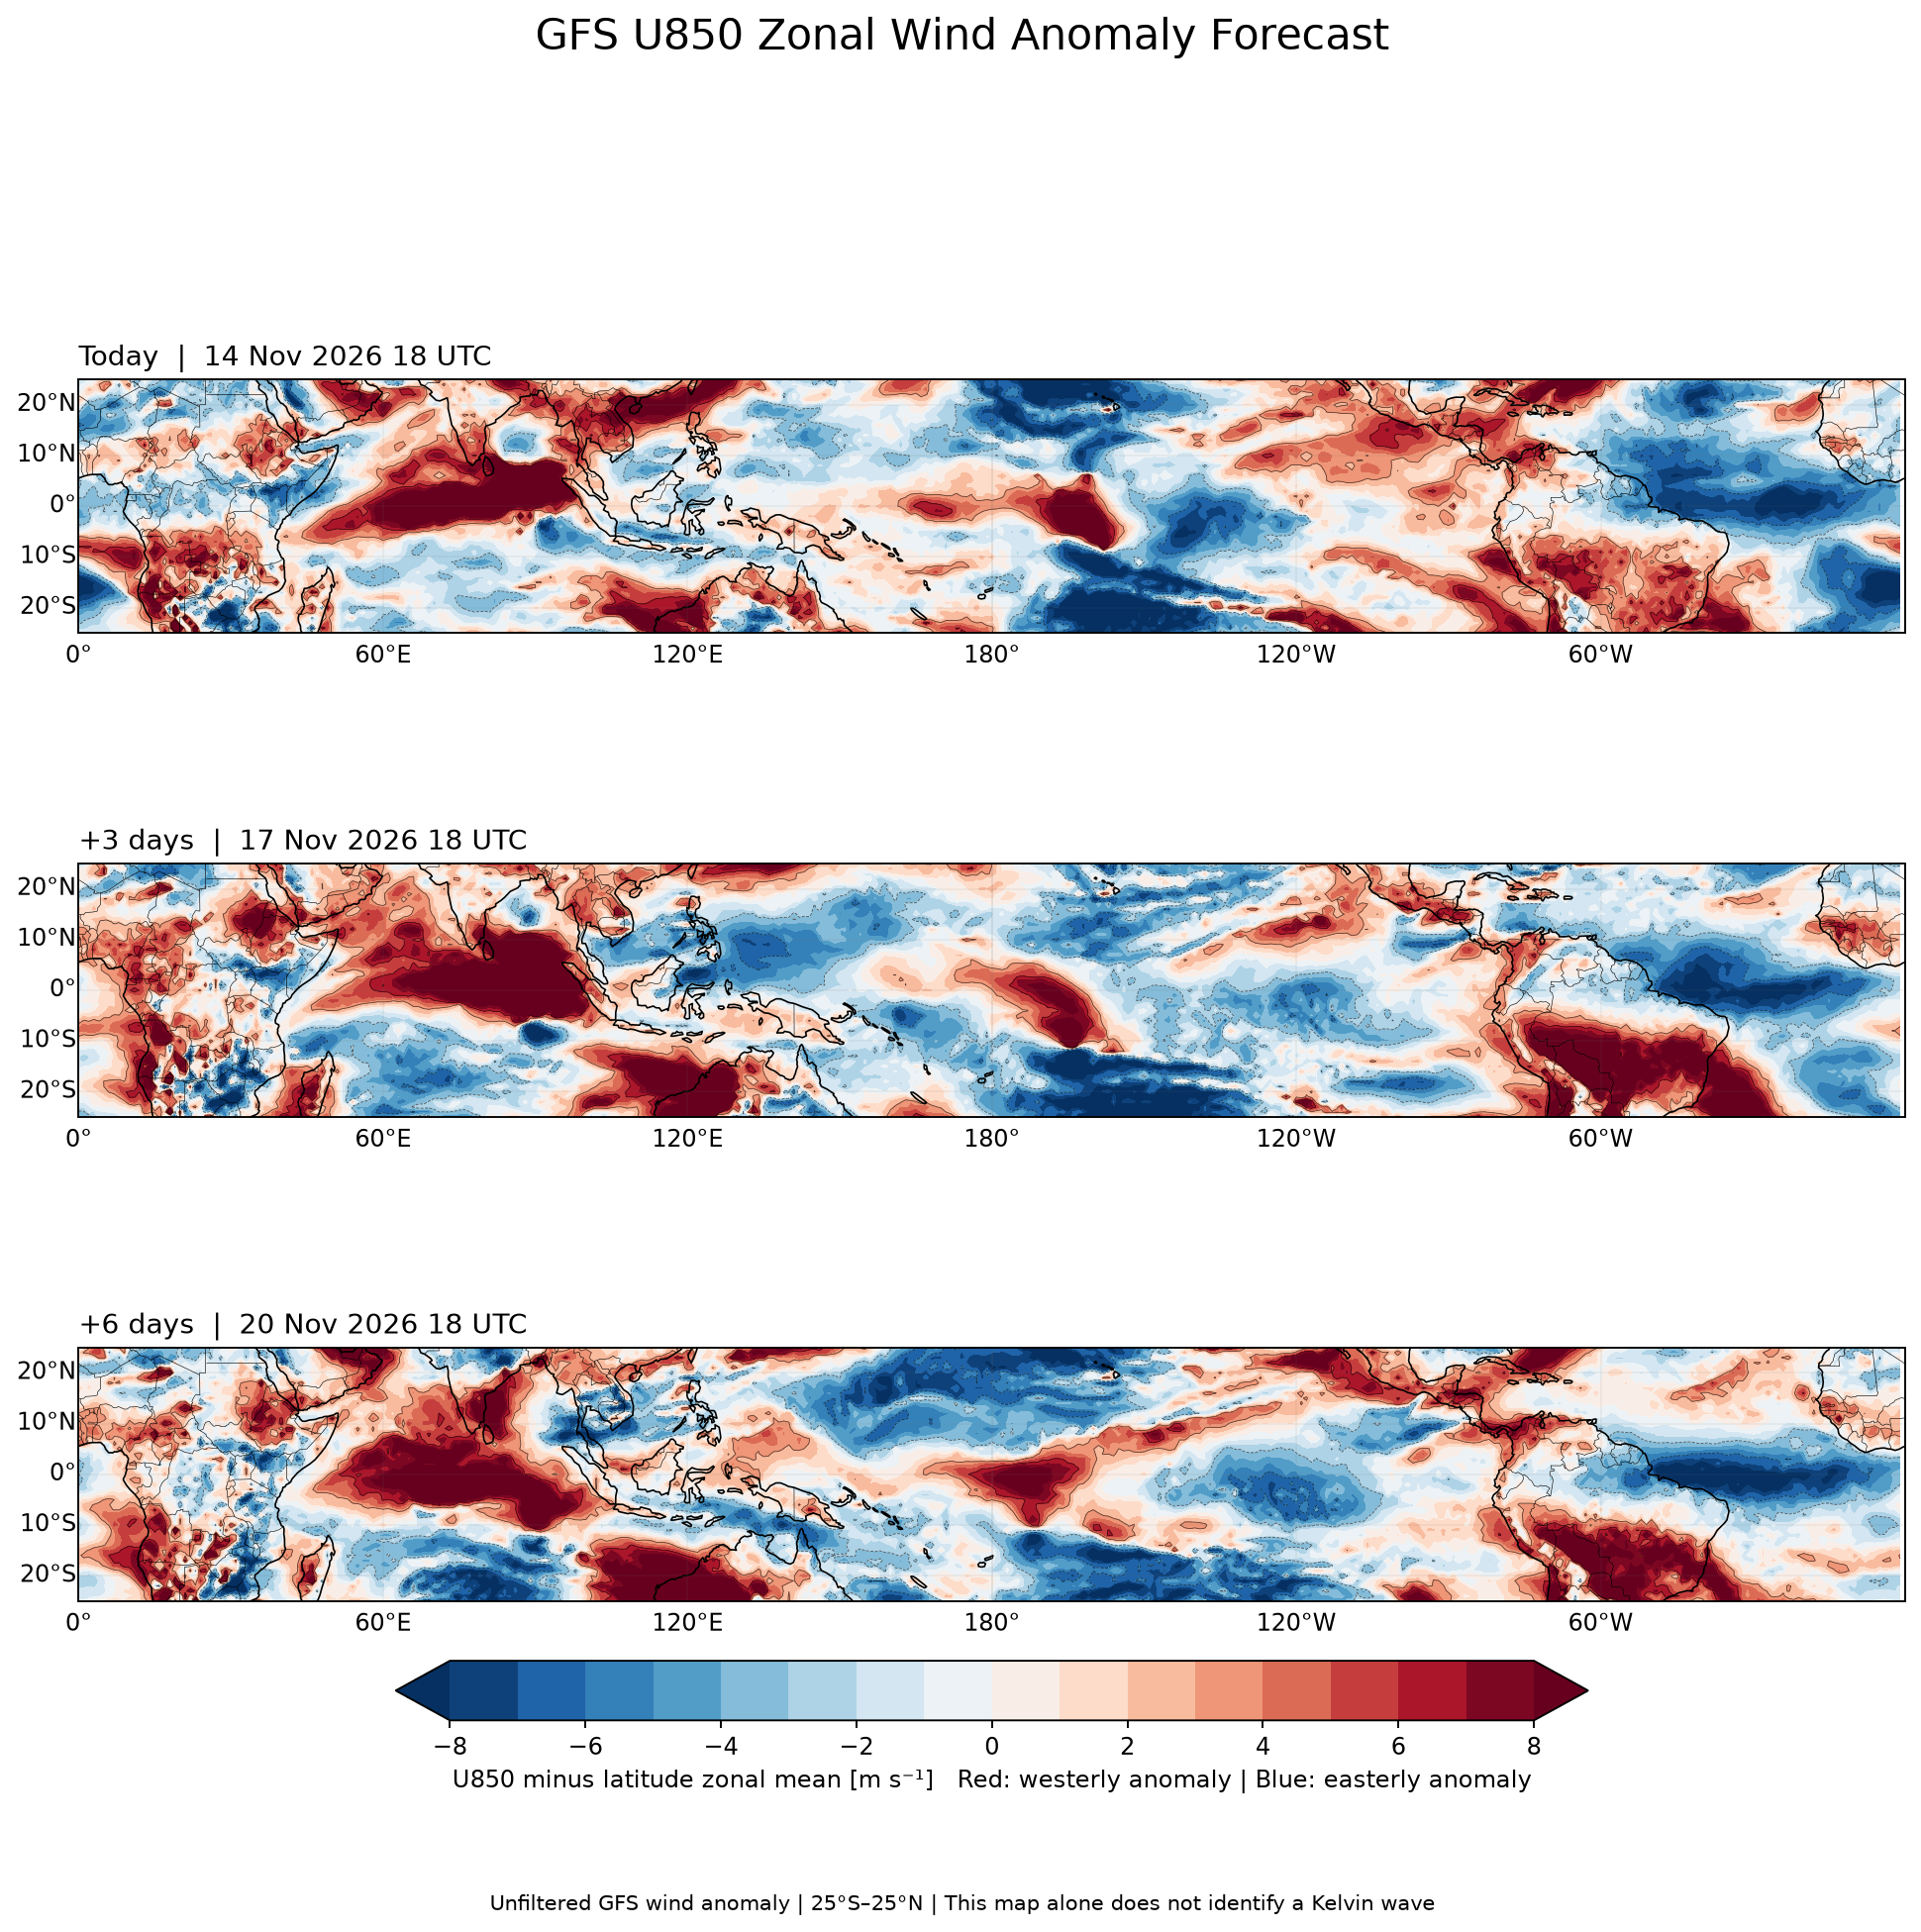 GFS U850 Zonal Wind Anomaly Forecast
Today | 14 Nov 2026 18 UTC
20°N
10°N
0°
10°S
20°S
0° 60°E 120°E 180° 120°W 60°W
+3 days | 17 Nov 2026 18 UTC
20°N
10°N
0°
10°S
20°S
0° 60°E 120°E 180° 120°W 60°W
+6 days | 20 Nov 2026 18 UTC
20°N
10°N
0°
10°S
20°S
0° 60°E 120°E 180° 120°W 60°W
−8 −6 −4 −2 0 2 4 6 8
U850 minus latitude zonal mean [m s⁻¹] Red: westerly anomaly | Blue: easterly anomaly
Unfiltered GFS wind anomaly | 25°S–25°N | This map alone does not identify a Kelvin wave